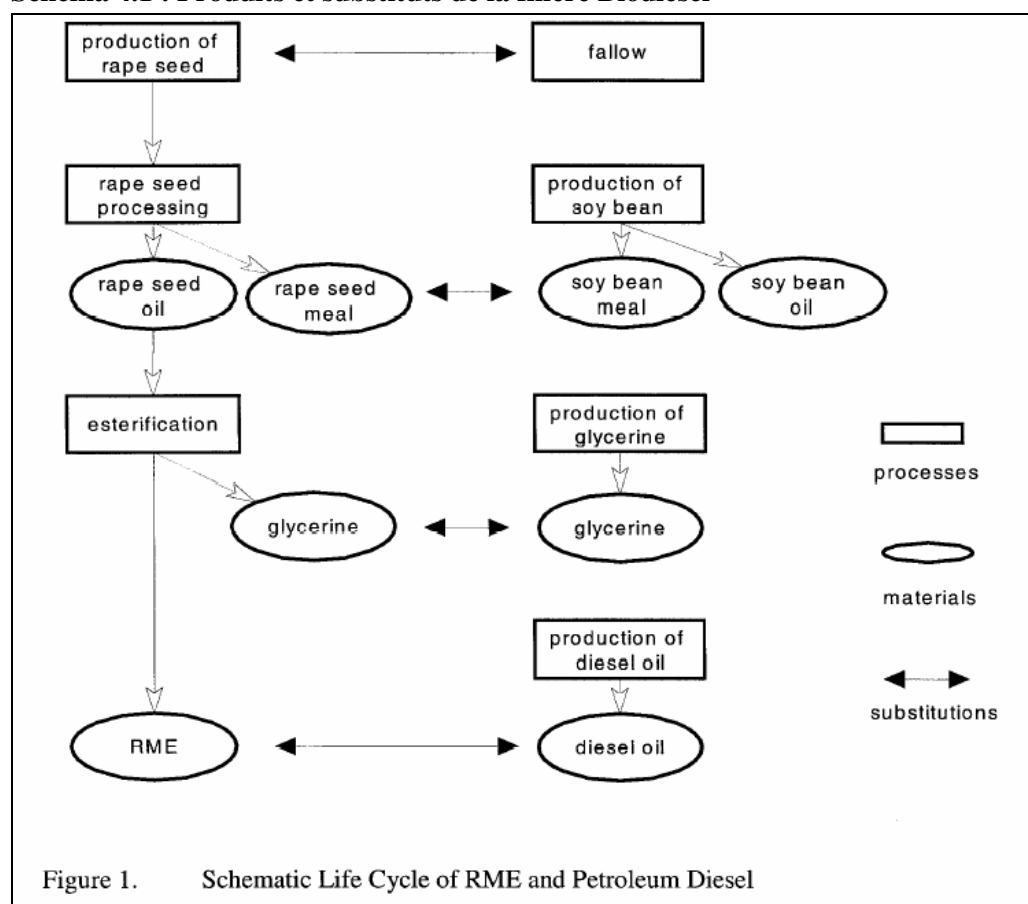 Schema 4.1 : Produits et substituts de la filière Biodiesel
production of
rape seed
fallow
rape seed
processing
production of
soy bean
rape seed
oil
rape seed
meal
soy bean
meal
soy bean
oil
esterification
production of
glycerine
processes
glycerine
glycerine
materials
production of
diesel oil
substitutions
RME
diesel oil
Figure 1. Schematic Life Cycle of RME and Petroleum Diesel